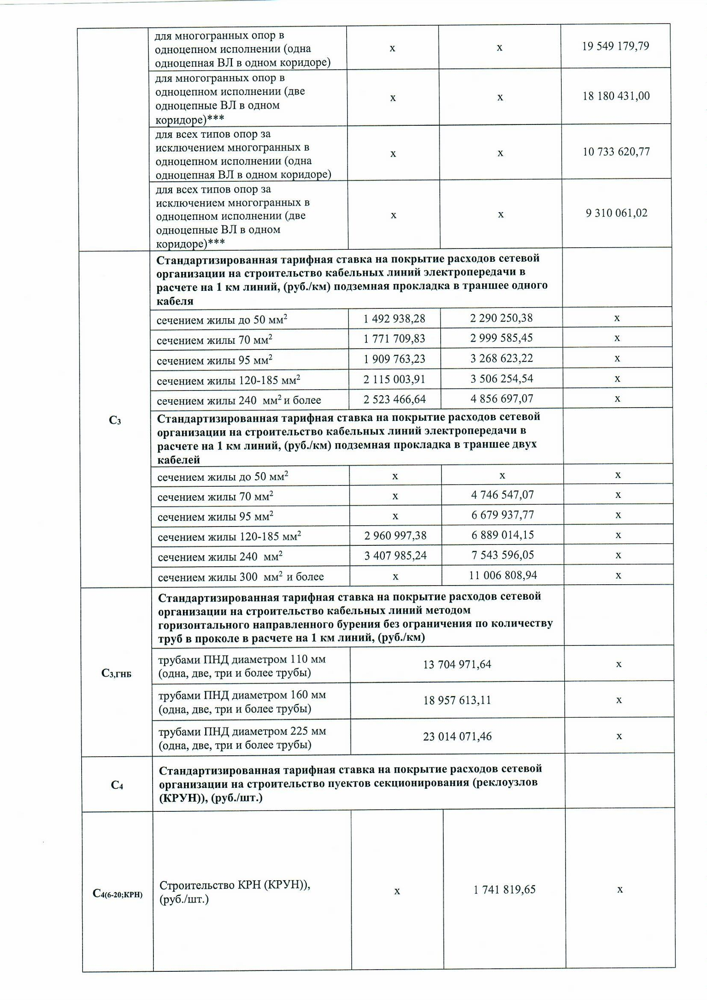 для многогранных опор в
одноцепном исполнении (одна
одноцепная ВЛ в одном коридоре)
х
х
19 549 179,79
для многогранных опор в
одноцепном исполнении (две
одноцепные ВЛ в одном
коридоре)***
х
х
18 180 431,00
для всех типов опор за
исключением многогранных в
одноцепном исполнении (одна
одноцепная ВЛ в одном коридоре)
х
х
10 733 620,77
для всех типов опор за
исключением многогранных в
одноцепном исполнении (две
одноцепные ВЛ в одном
коридоре)***
х
х
9 310 061,02
С3
Стандартизированная тарифная ставка на покрытие расходов сетевой
организации на строительство кабельных линий электропередачи в
расчете на 1 км линий, (руб./км) подземная прокладка в траншее одного
кабеля
сечением жилы до 50 мм² 1 492 938,28 2 290 250,38 х
сечением жилы 70 мм² 1 771 709,83 2 999 585,45 х
сечением жилы 95 мм² 1 909 763,23 3 268 623,22 х
сечением жилы 120-185 мм² 2 115 003,91 3 506 254,54 х
сечением жилы 240 мм² и более 2 523 466,64 4 856 697,07 х
Стандартизированная тарифная ставка на покрытие расходов сетевой
организации на строительство кабельных линий электропередачи в
расчете на 1 км линий, (руб./км) подземная прокладка в траншее двух
кабелей
сечением жилы до 50 мм² х х х
сечением жилы 70 мм² х 4 746 547,07 х
сечением жилы 95 мм² х 6 679 937,77 х
сечением жилы 120-185 мм² 2 960 997,38 6 889 014,15 х
сечением жилы 240 мм² 3 407 985,24 7 543 596,05 х
сечением жилы 300 мм² и более х 11 006 808,94 х
С3,ГНБ
Стандартизированная тарифная ставка на покрытие расходов сетевой
организации на строительство кабельных линий методом
горизонтального направленного бурения без ограничения по количеству
труб в проколе в расчете на 1 км линий, (руб./км)
трубами ПНД диаметром 110 мм
(одна, две, три и более трубы)
13 704 971,64
х
трубами ПНД диаметром 160 мм
(одна, две, три и более трубы)
18 957 613,11
х
трубами ПНД диаметром 225 мм
(одна, две, три и более трубы)
23 014 071,46
х
С4
Стандартизированная тарифная ставка на покрытие расходов сетевой
организации на строительство пуектов секционирования (реклоузлов
(КРУН)), (руб./шт.)
С4(6-20;КРН)
Строительство КРН (КРУН)),
(руб./шт.)
х
1 741 819,65
х